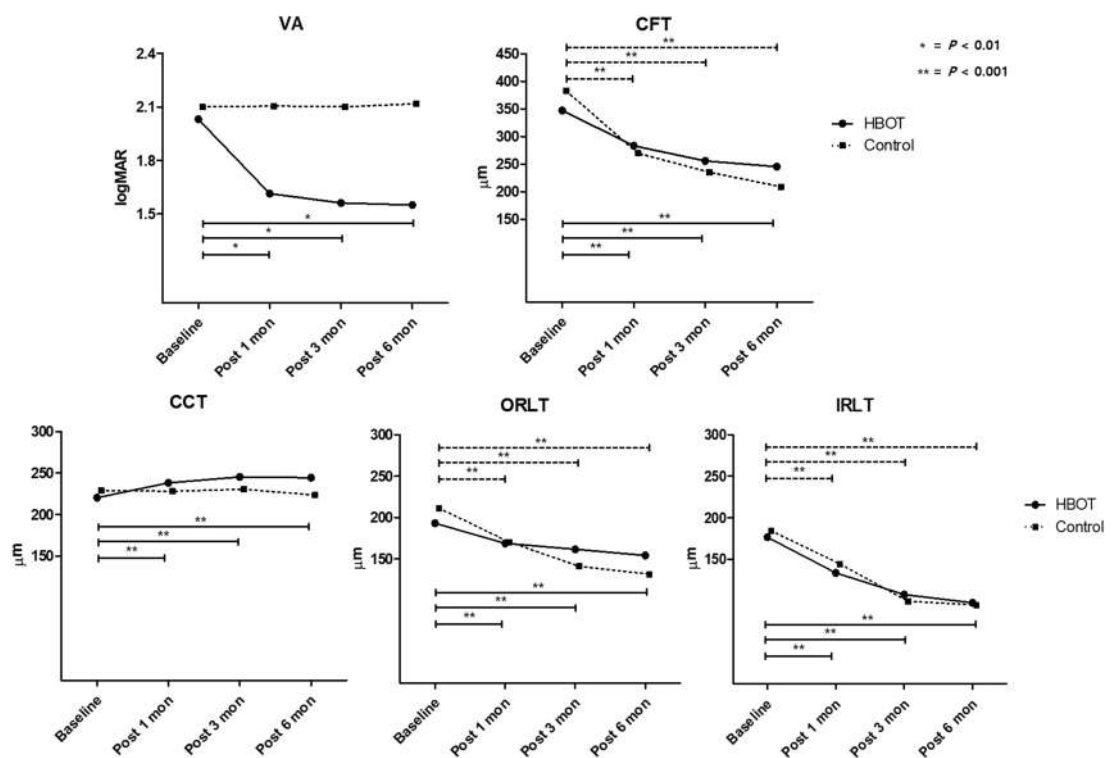 VA
2.4
2.1
1.8
1.5
logMAR
*
*
*
Baseline
Post 1 mon
Post 3 mon
Post 6 mon
CFT
450
400
350
300
250
200
150
µm
**
**
**
**
**
**
Baseline
Post 1 mon
Post 3 mon
Post 6 mon
* = P < 0.01
** = P < 0.001
HBOT
Control
CCT
300
250
200
150
µm
**
**
**
Baseline
Post 1 mon
Post 3 mon
Post 6 mon
ORLT
300
200
150
µm
**
**
**
**
**
**
Baseline
Post 1 mon
Post 3 mon
Post 6 mon
IRLT
300
200
150
µm
**
**
**
**
**
**
Baseline
Post 1 mon
Post 3 mon
Post 6 mon
HBOT
Control